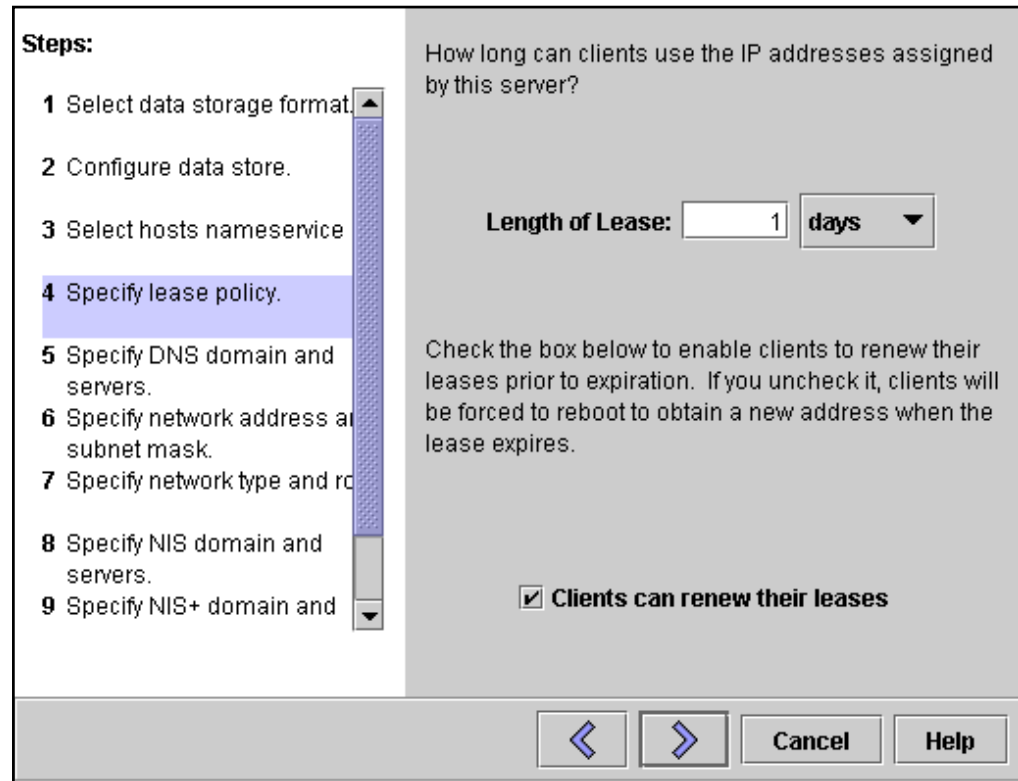 Steps:
1 Select data storage format.
2 Configure data store.
3 Select hosts nameservice
4 Specify lease policy.
5 Specify DNS domain and
servers.
6 Specify network address
subnet mask.
7 Specify network type and
8 Specify NIS domain and
servers.
9 Specify NIS+ domain and
How long can clients use the IP addresses assigned
by this server?
Length of Lease: 1 days
Check the box below to enable clients to renew their
leases prior to expiration. If you uncheck it, clients will
be forced to reboot to obtain a new address when the
lease expires.
Clients can renew their leases
Cancel Help